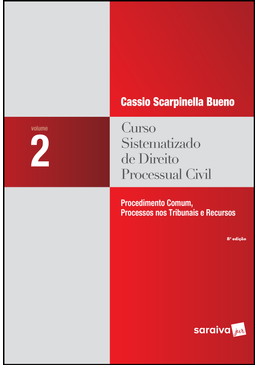 Cassio Scarpinella Bueno
volume
2
Curso
Sistematizado
de Direito
Processual Civil
Procedimento Comum,
Processos nos Tribunais e Recursos
8ª edição
saraiva jur